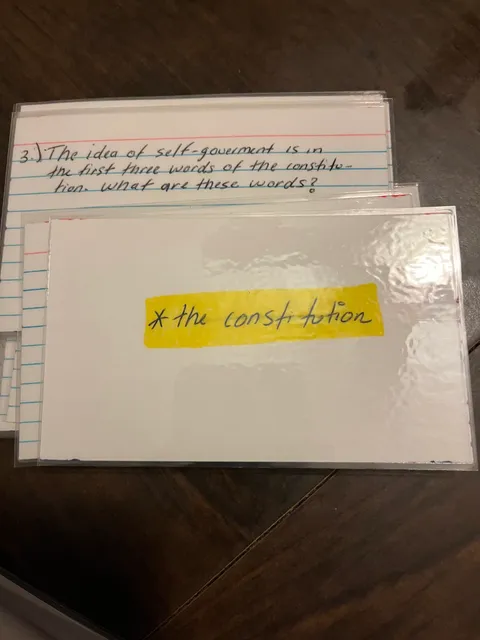 3.) The idea of self-goverment is in
the first three words of the constitu-
tion. what are these words?
* the constitution